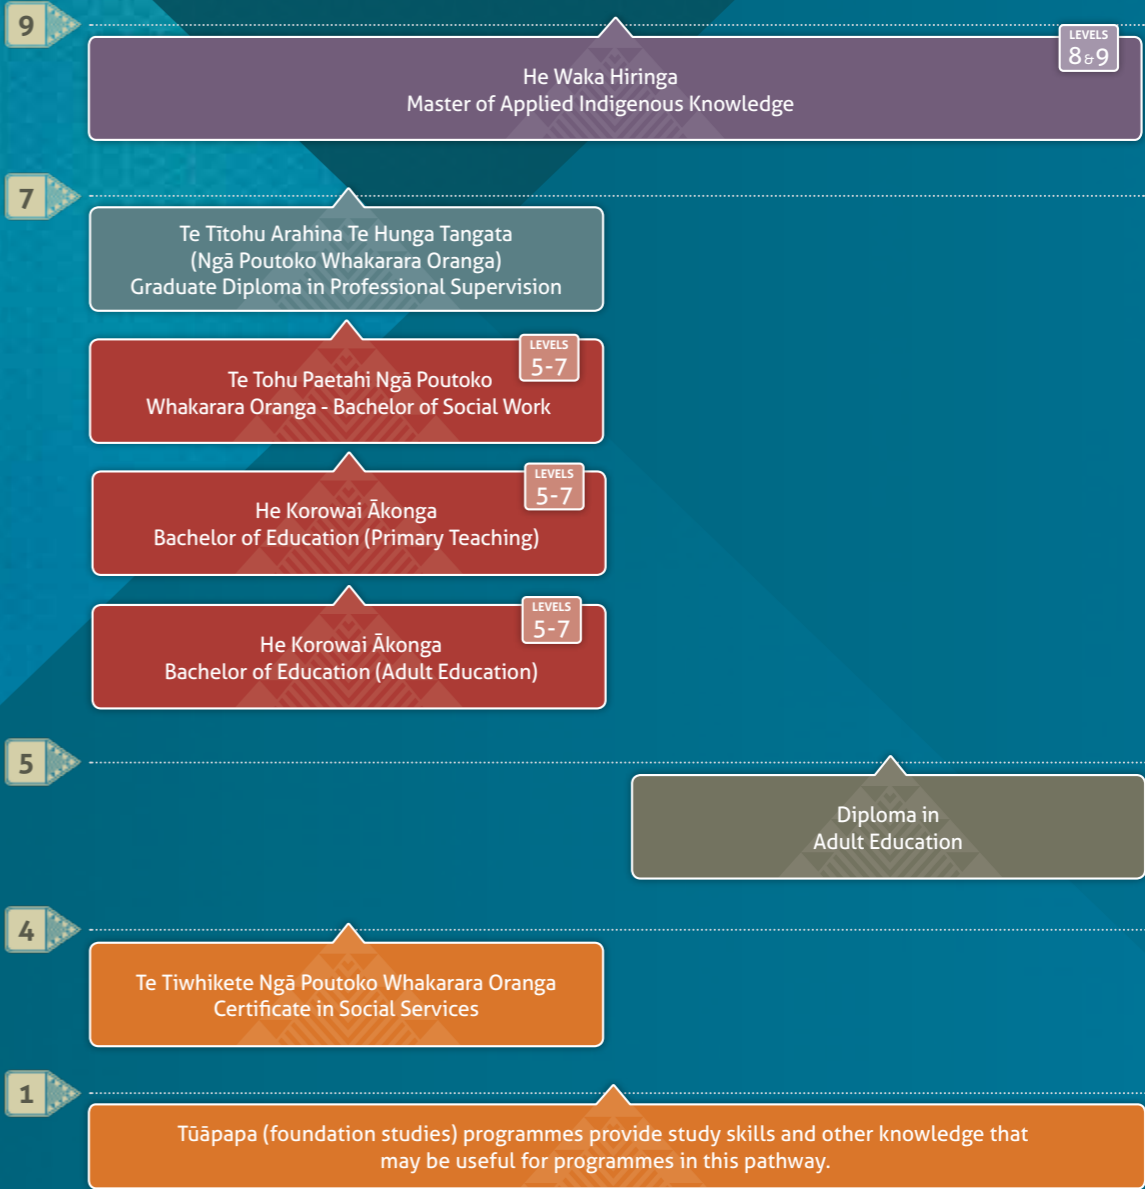 9
LEVELS
8&9
He Waka Hiringa
Master of Applied Indigenous Knowledge
7
Te Tītohu Arahina Te Hunga Tangata
(Ngā Poutoko Whakarara Oranga)
Graduate Diploma in Professional Supervision
LEVELS
5-7
Te Tohu Paetahi Ngā Poutoko
Whakarara Oranga - Bachelor of Social Work
LEVELS
5-7
He Korowai Ākonga
Bachelor of Education (Primary Teaching)
LEVELS
5-7
He Korowai Ākonga
Bachelor of Education (Adult Education)
5
Diploma in
Adult Education
4
Te Tiwhikete Ngā Poutoko Whakarara Oranga
Certificate in Social Services
1
Tūāpapa (foundation studies) programmes provide study skills and other knowledge that
may be useful for programmes in this pathway.